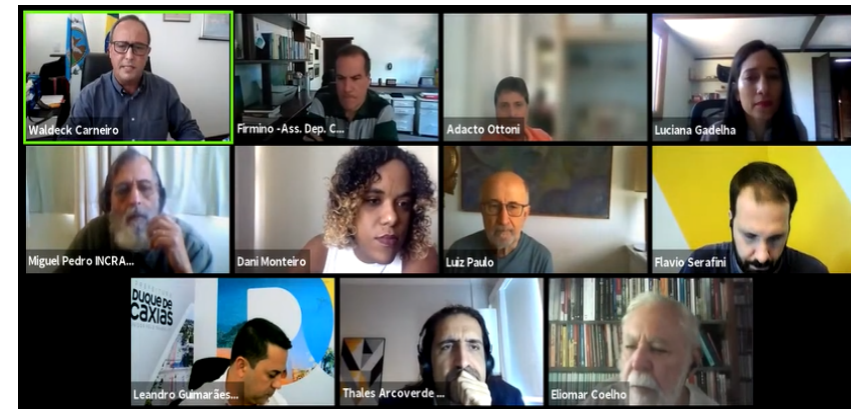 Waldeck Carneiro
Firmino -Ass. Dep. C...
Adacto Ottoni
Luciana Gadelha
Miguel Pedro INCRA...
Dani Monteiro
Luiz Paulo
Flavio Serafini
DUQUE DE
CAXIAS
Leandro Guimarães...
Thales Arcoverde ...
Eliomar Coelho